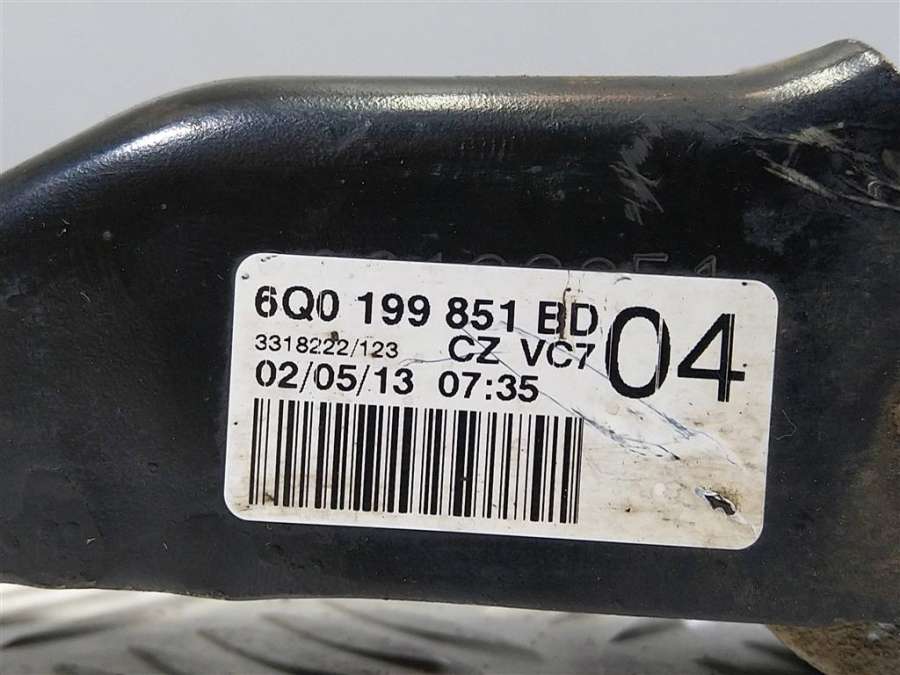 6Q0 199 851 BD
04
3318222/123 CZ VC7
02/05/13 07:35